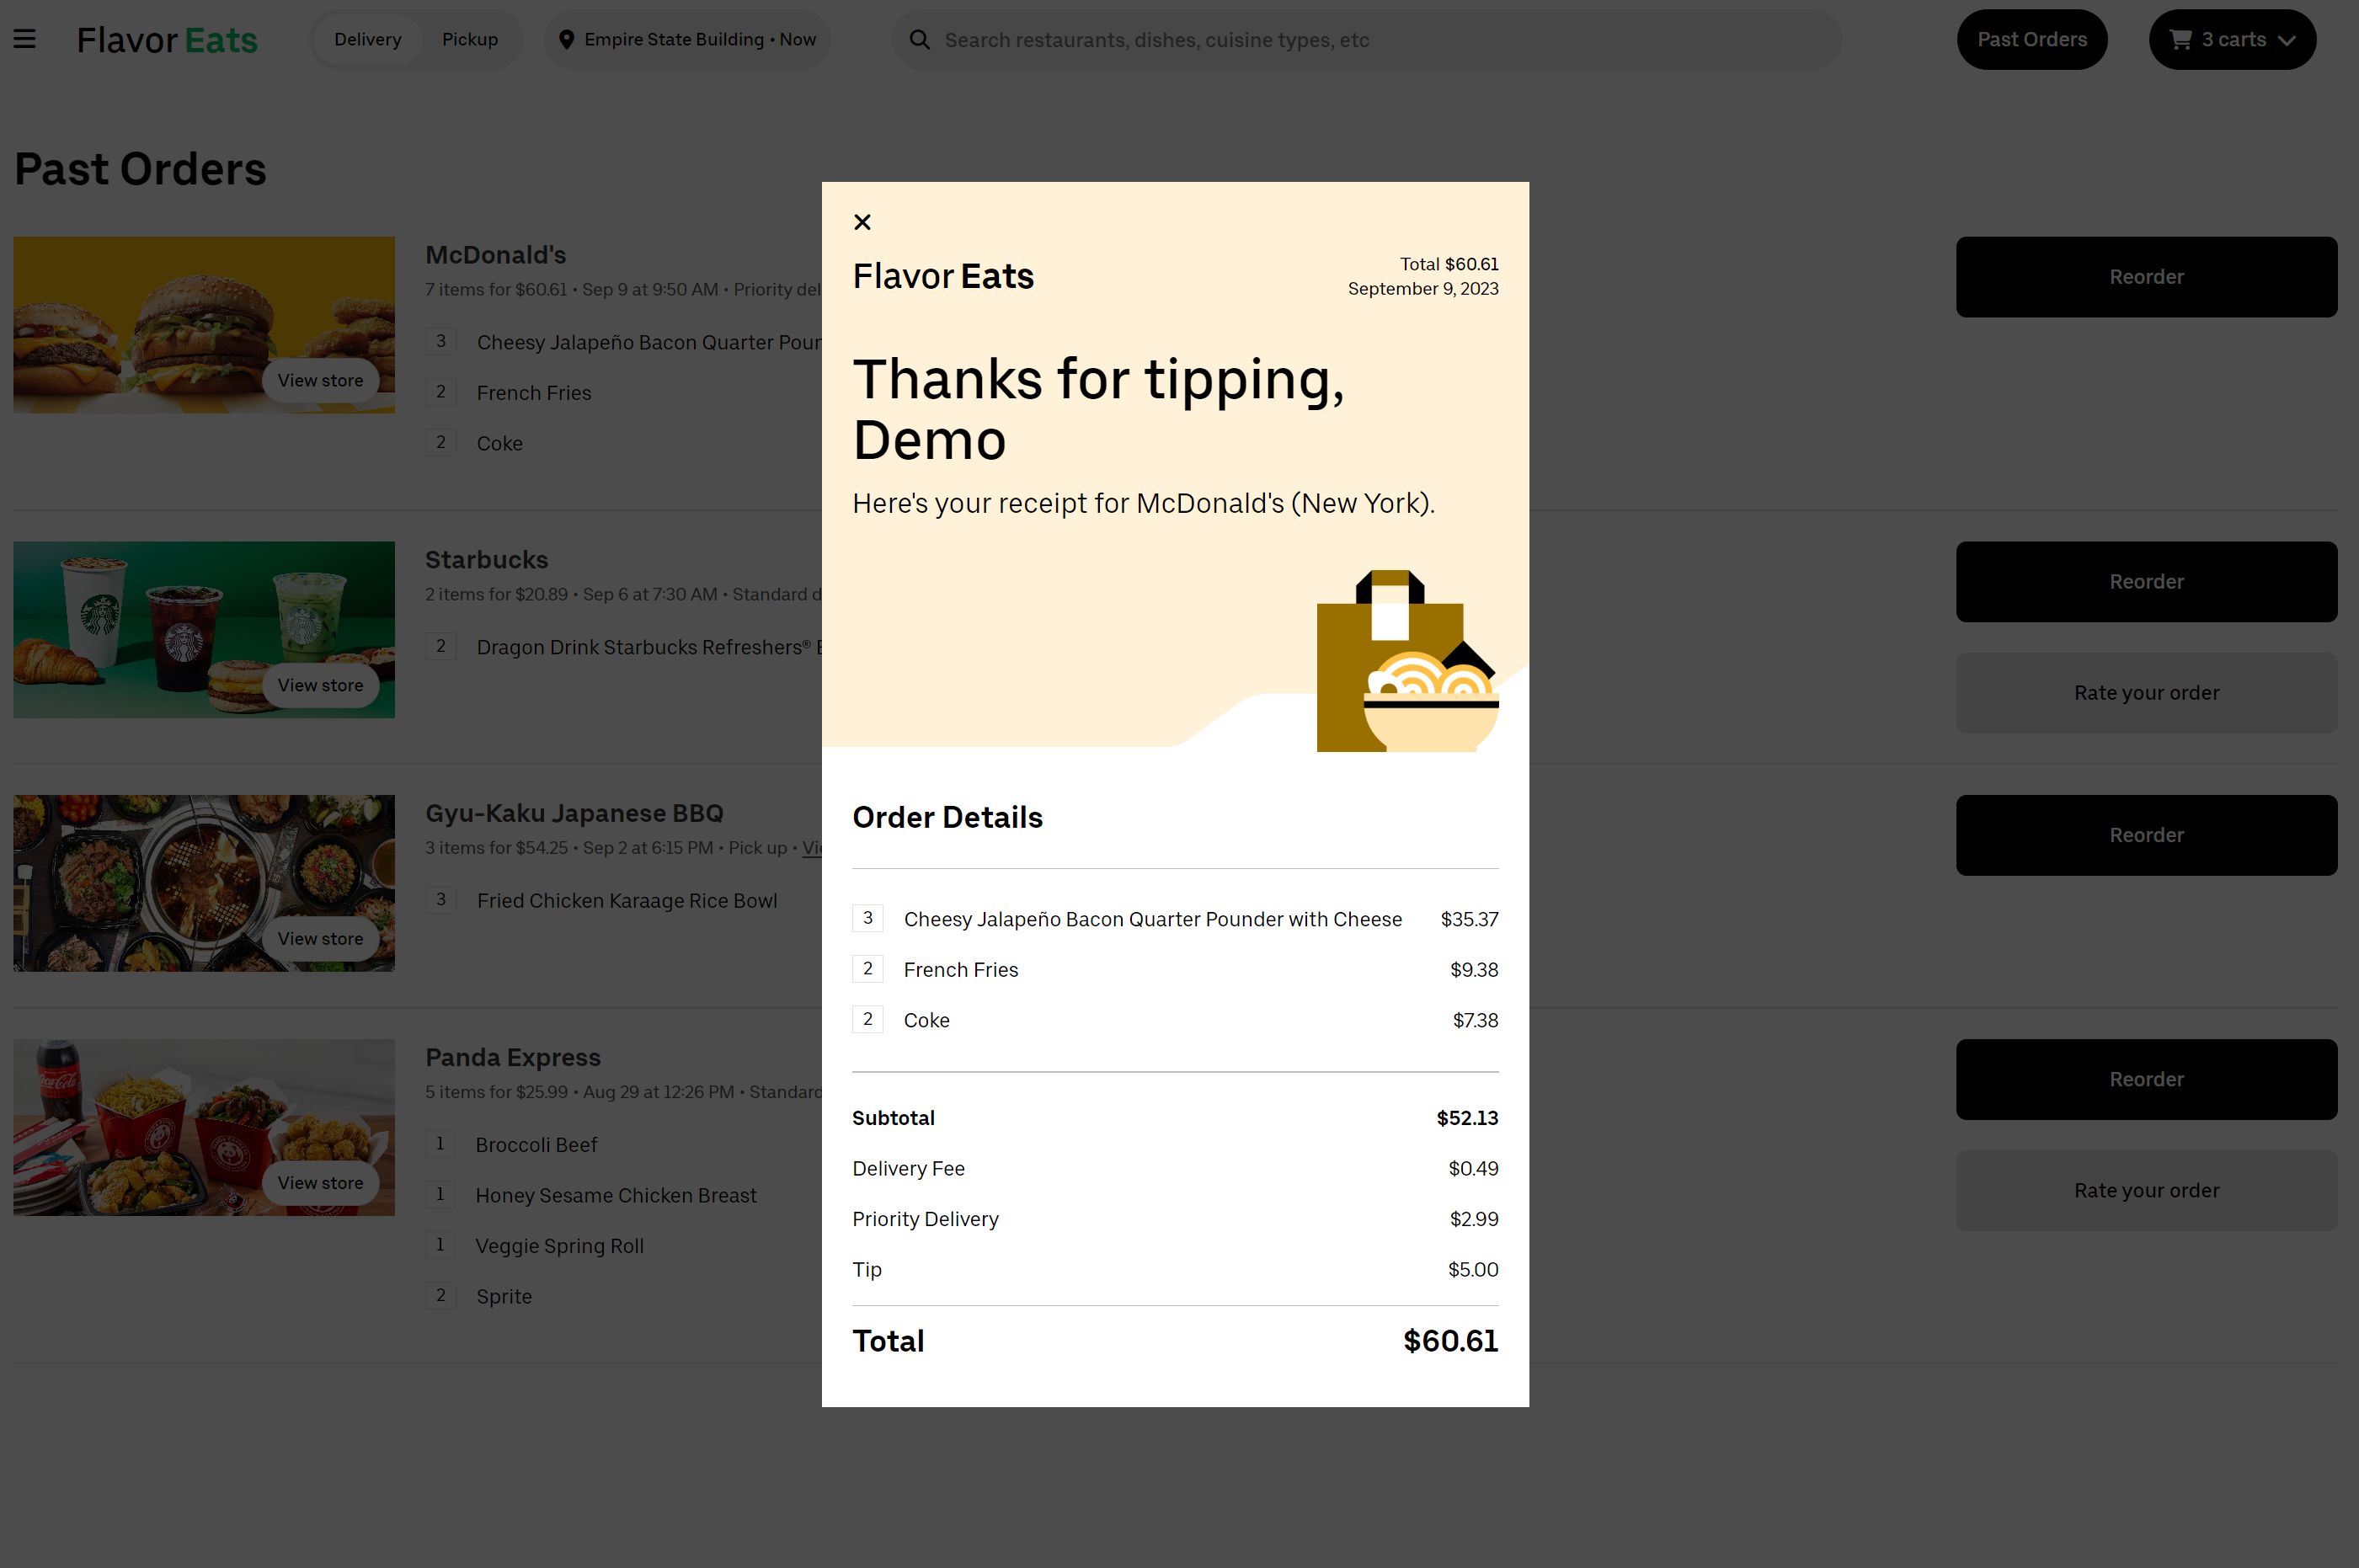 Flavor Eats
Delivery
Pickup
Empire State Building • Now
Search restaurants, dishes, cuisine types, etc
Past Orders
3 carts
Past Orders
McDonald's
7 items for $60.61 • Sep 9 at 9:50 AM • Priority
3 Cheesy Jalapeño Bacon Quarter
2 French Fries
2 Coke
View store
Reorder
Starbucks
2 items for $20.89 • Sep 6 at 7:30 AM • Standard
2 Dragon Drink Starbucks Refreshers®
View store
Reorder
Rate your order
Gyu-Kaku Japanese BBQ
3 items for $54.25 • Sep 2 at 6:15 PM • Pick up •
3 Fried Chicken Karaage Rice Bowl
View store
Reorder
Panda Express
5 items for $25.99 • Aug 29 at 12:26 PM • Standard
1 Broccoli Beef
1 Honey Sesame Chicken Breast
1 Veggie Spring Roll
2 Sprite
Coca-Cola
View store
Reorder
Rate your order
Flavor Eats
Total $60.61
September 9, 2023
Thanks for tipping,
Demo
Here's your receipt for McDonald's (New York).
Order Details
3 Cheesy Jalapeño Bacon Quarter Pounder with Cheese $35.37
2 French Fries $9.38
2 Coke $7.38
Subtotal $52.13
Delivery Fee $0.49
Priority Delivery $2.99
Tip $5.00
Total $60.61